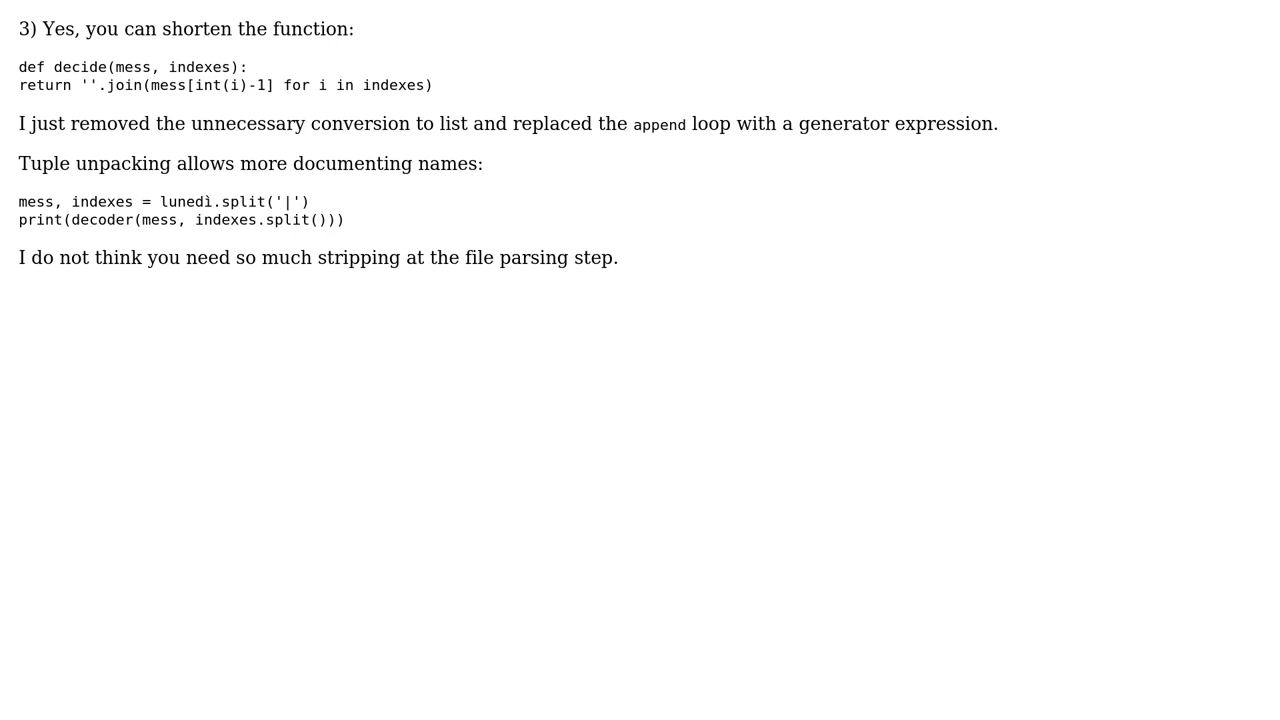 3) Yes, you can shorten the function:
def decide(mess, indexes):
return ''.join(mess[int(i)-1] for i in indexes)
I just removed the unnecessary conversion to list and replaced the append loop with a generator expression.
Tuple unpacking allows more documenting names:
mess, indexes = lunedì.split('|')
print(decoder(mess, indexes.split()))
I do not think you need so much stripping at the file parsing step.